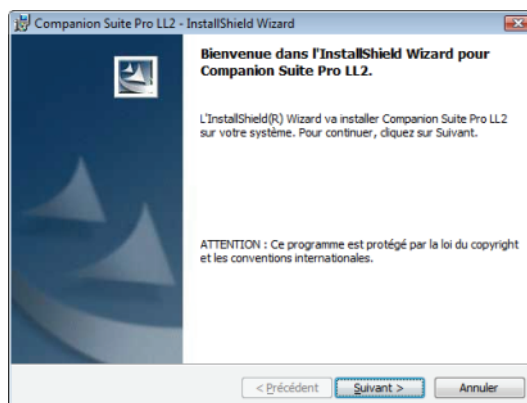 Companion Suite Pro LL2 - InstallShield Wizard
Bienvenue dans l'InstallShield Wizard pour
Companion Suite Pro LL2.
L'InstallShield(R) Wizard va installer Companion Suite Pro LL2
sur votre système. Pour continuer, cliquez sur Suivant.
ATTENTION : Ce programme est protégé par la loi du copyright
et les conventions internationales.
< Précédent Suivant > Annuler